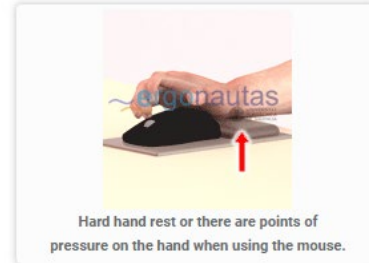 ergonautas
Hard hand rest or there are points of
pressure on the hand when using the mouse.